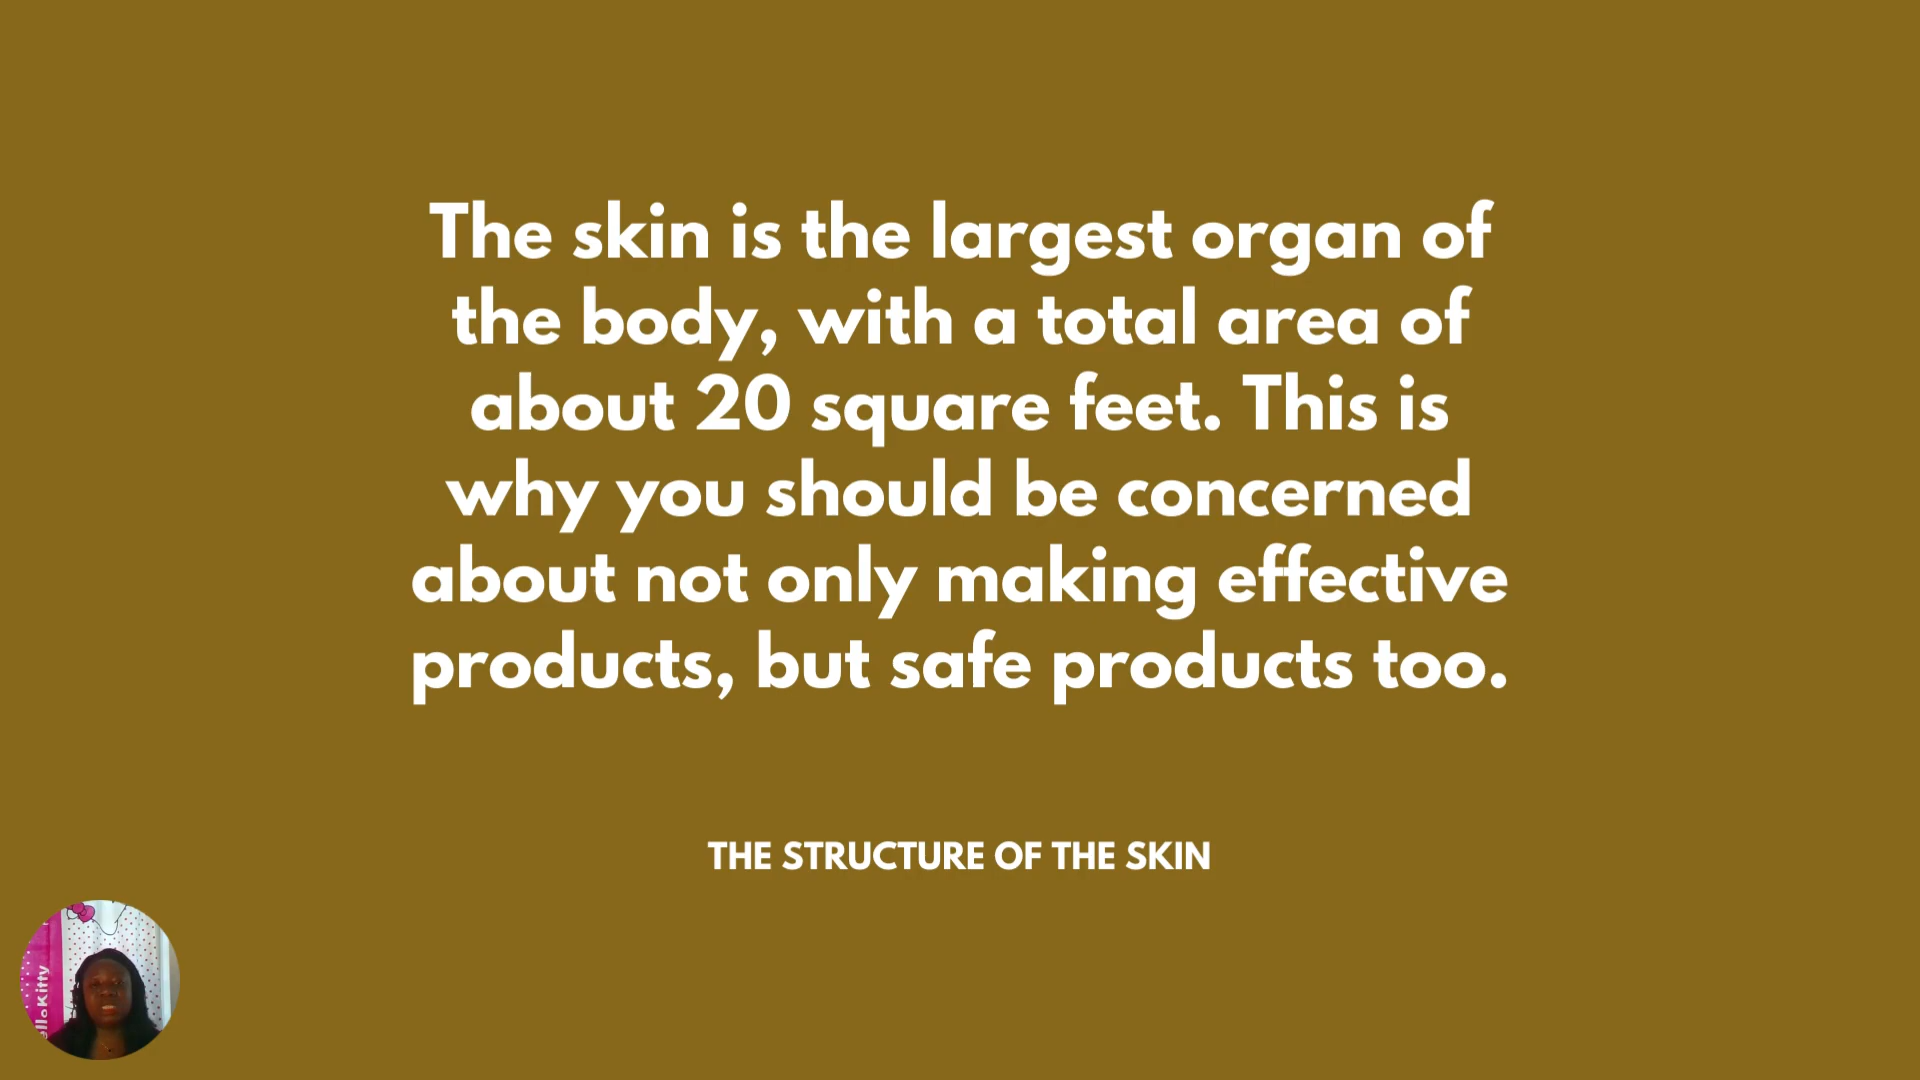 The skin is the largest organ of
the body, with a total area of
about 20 square feet. This is
why you should be concerned
about not only making effective
products, but safe products too.
THE STRUCTURE OF THE SKIN
elloKitty